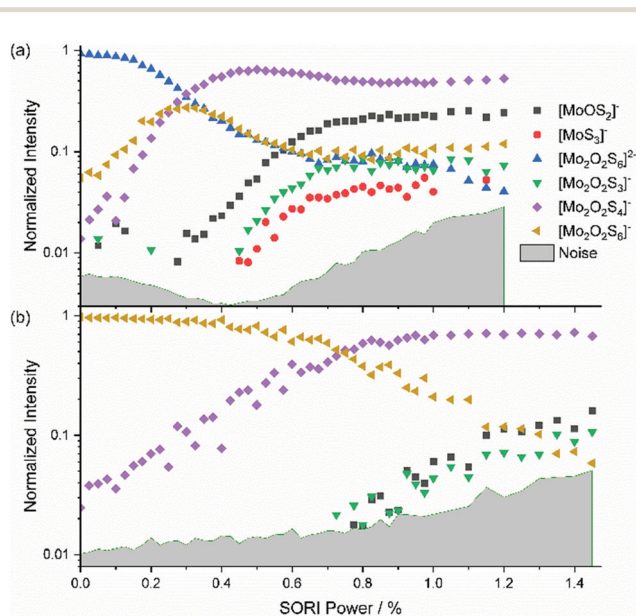 (a)
1
0.1
0.01
Normalized Intensity
[MoOS₂]⁻
[MoS₃]⁻
[Mo₂O₂S₆]²⁻
[Mo₂O₂S₃]⁻
[Mo₂O₂S₄]⁻
[Mo₂O₂S₆]⁻
Noise
(b)
1
0.1
0.01
Normalized Intensity
0.0 0.2 0.4 0.6 0.8 1.0 1.2 1.4
SORI Power / %